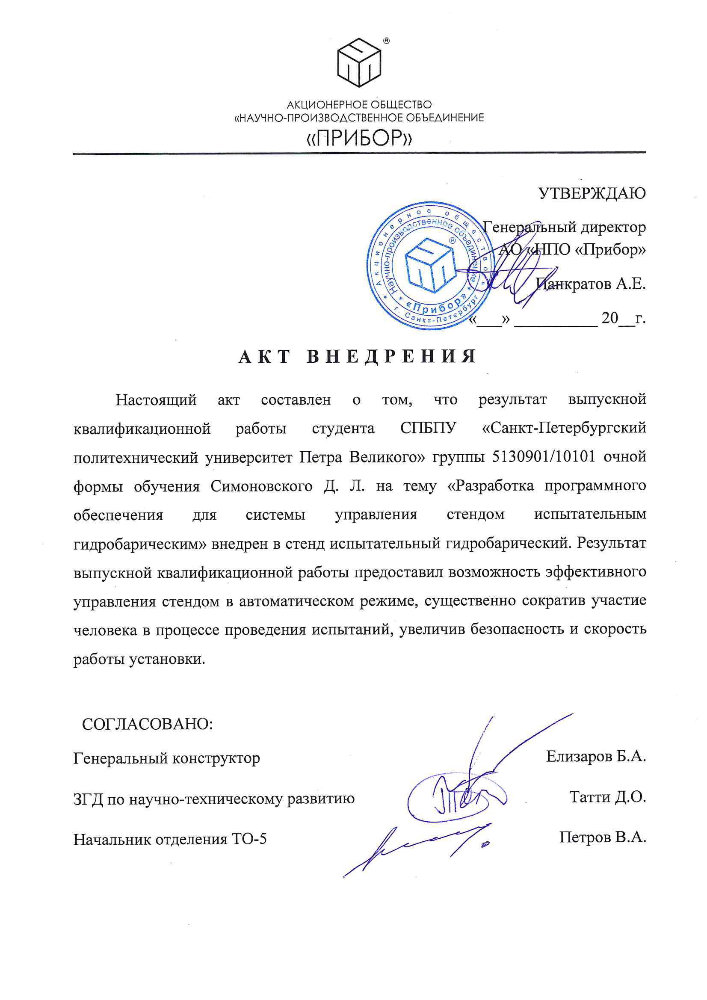 ®
АКЦИОНЕРНОЕ ОБЩЕСТВО
«НАУЧНО-ПРОИЗВОДСТВЕННОЕ ОБЪЕДИНЕНИЕ
«ПРИБОР»
УТВЕРЖДАЮ
Генеральный директор
АО «НПО «Прибор»
Панкратов А.Е.
«___» __________ 20__г.
* Акционерное общество *
г. Санкт-Петербург
* Научно-производственное объединение *
«Прибор»
®
АКТ ВНЕДРЕНИЯ
Настоящий акт составлен о том, что результат выпускной
квалификационной работы студента СПБПУ «Санкт-Петербургский
политехнический университет Петра Великого» группы 5130901/10101 очной
формы обучения Симоновского Д. Л. на тему «Разработка программного
обеспечения для системы управления стендом испытательным
гидробарическим» внедрен в стенд испытательный гидробарический. Результат
выпускной квалификационной работы предоставил возможность эффективного
управления стендом в автоматическом режиме, существенно сократив участие
человека в процессе проведения испытаний, увеличив безопасность и скорость
работы установки.
СОГЛАСОВАНО:
Генеральный конструктор Елизаров Б.А.
ЗГД по научно-техническому развитию Татти Д.О.
Начальник отделения ТО-5 Петров В.А.